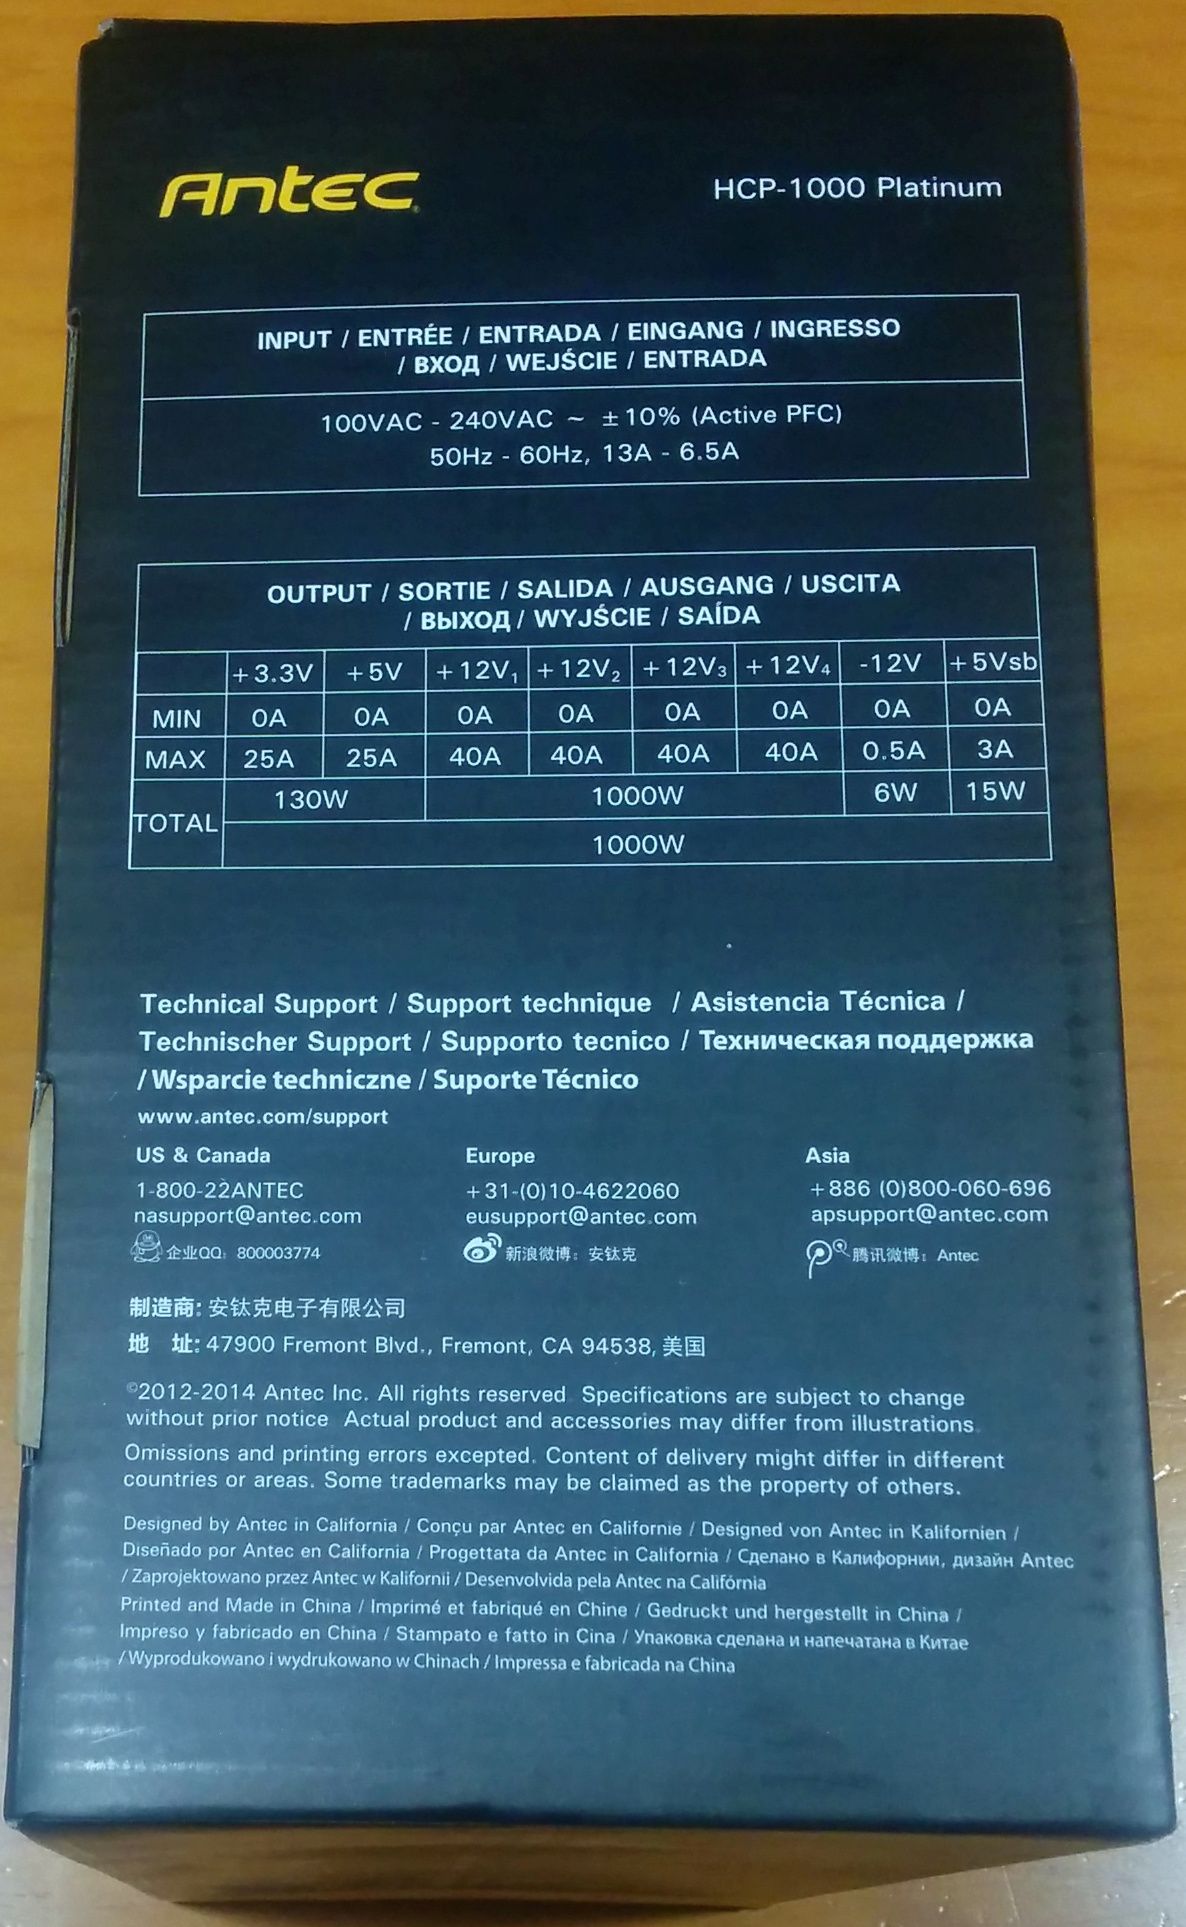 Antec
HCP-1000 Platinum
INPUT / ENTRÉE / ENTRADA / EINGANG / INGRESSO
/ ВХОД / WEJŚCIE / ENTRADA
100VAC - 240VAC ~ ±10% (Active PFC)
50Hz - 60Hz, 13A - 6.5A
OUTPUT / SORTIE / SALIDA / AUSGANG / USCITA
/ ВЫХОД / WYJŚCIE / SAÍDA
+3.3V +5V +12V₁ +12V₂ +12V₃ +12V₄ -12V +5Vsb
MIN 0A 0A 0A 0A 0A 0A 0A 0A
MAX 25A 25A 40A 40A 40A 40A 0.5A 3A
TOTAL 130W 1000W 6W 15W
1000W
Technical Support / Support technique / Asistencia Técnica /
Technischer Support / Supporto tecnico / Техническая поддержка
/ Wsparcie techniczne / Suporte Técnico
www.antec.com/support
US & Canada Europe Asia
1-800-22ANTEC +31-(0)10-4622060 +886 (0)800-060-696
nasupport@antec.com eusupport@antec.com apsupport@antec.com
企业QQ: 800003774 新浪微博: 安钛克 腾讯微博: Antec
制造商: 安钛克电子有限公司
地 址: 47900 Fremont Blvd., Fremont, CA 94538, 美国
©2012-2014 Antec Inc. All rights reserved. Specifications are subject to change
without prior notice. Actual product and accessories may differ from illustrations.
Omissions and printing errors excepted. Content of delivery might differ in different
countries or areas. Some trademarks may be claimed as the property of others.
Designed by Antec in California / Conçu par Antec en Californie / Designed von Antec in Kalifornien /
Diseñado por Antec en California / Progettata da Antec in California / Сделано в Калифорнии, дизайн Antec
/ Zaprojektowano przez Antec w Kalifornii / Desenvolvida pela Antec na Califórnia
Printed and Made in China / Imprimé et fabriqué en Chine / Gedruckt und hergestellt in China /
Impreso y fabricado en China / Stampato e fatto in Cina / Упаковка сделана и напечатана в Китае
/ Wyprodukowano i wydrukowano w Chinach / Impressa e fabricada na China